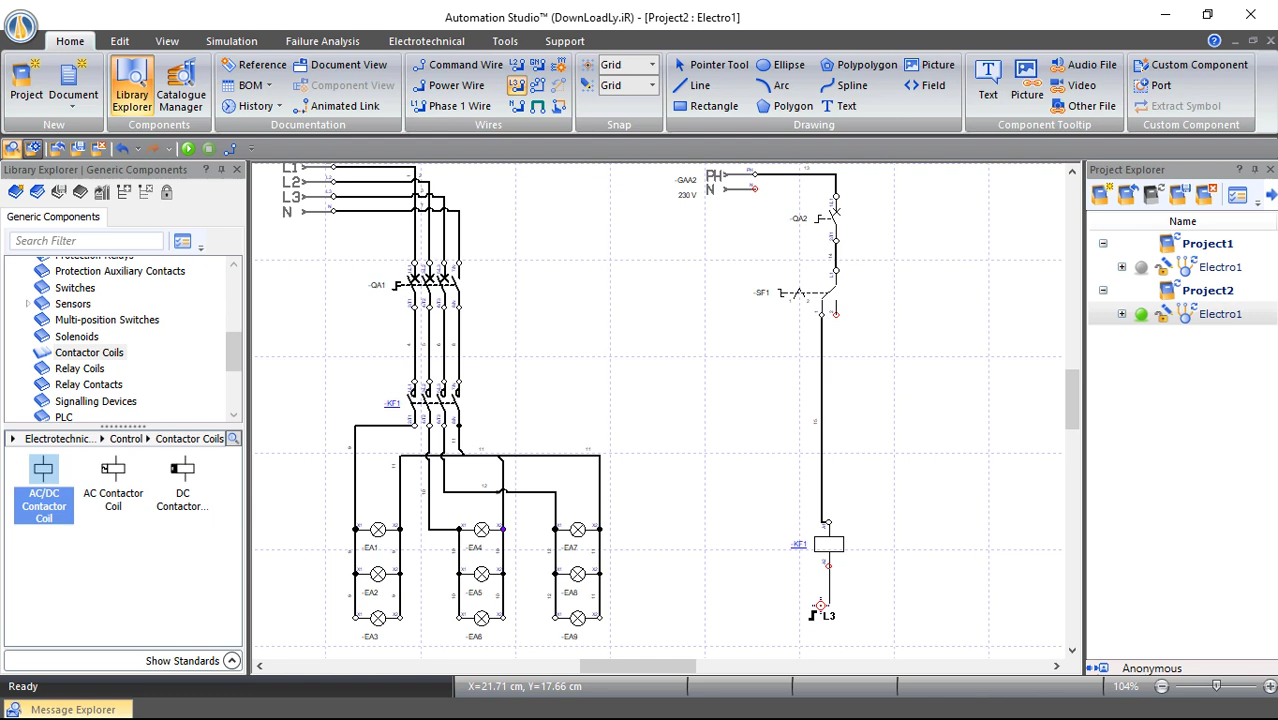 Automation Studio™ (DownLoadLy.iR) - [Project2 : Electro1]
Home Edit View Simulation Failure Analysis Electrotechnical Tools Support
Project Document Library Explorer Catalogue Manager
Reference Document View
BOM Component View
History Animated Link
Command Wire
Power Wire
Phase 1 Wire
Grid
Grid
Pointer Tool Ellipse Polypolygon Picture
Line Arc Spline Field
Rectangle Polygon Text
Text Picture
Audio File
Video
Other File
Custom Component
Port
Extract Symbol
New Components Documentation Wires Snap Drawing Component Tooltip Custom Component
Library Explorer | Generic Components
Generic Components
Search Filter
Protection Relays
Protection Auxiliary Contacts
Switches
Sensors
Multi-position Switches
Solenoids
Contactor Coils
Relay Coils
Relay Contacts
Signalling Devices
PLC
Electrotechnic... Control Contactor Coils
AC/DC Contactor Coil
AC Contactor Coil
DC Contactor...
Show Standards
L1
L2
L3
N
-QA1
-KF1
-EA1 -EA4 -EA7
-EA2 -EA5 -EA8
-EA3 -EA6 -EA9
-GAA2
230 V
PH
N
-QA2
-SF1
-KF1
L3
Project Explorer
Name
Project1
Electro1
Project2
Electro1
Anonymous
Ready
X=21.71 cm, Y=17.66 cm
104%
Message Explorer